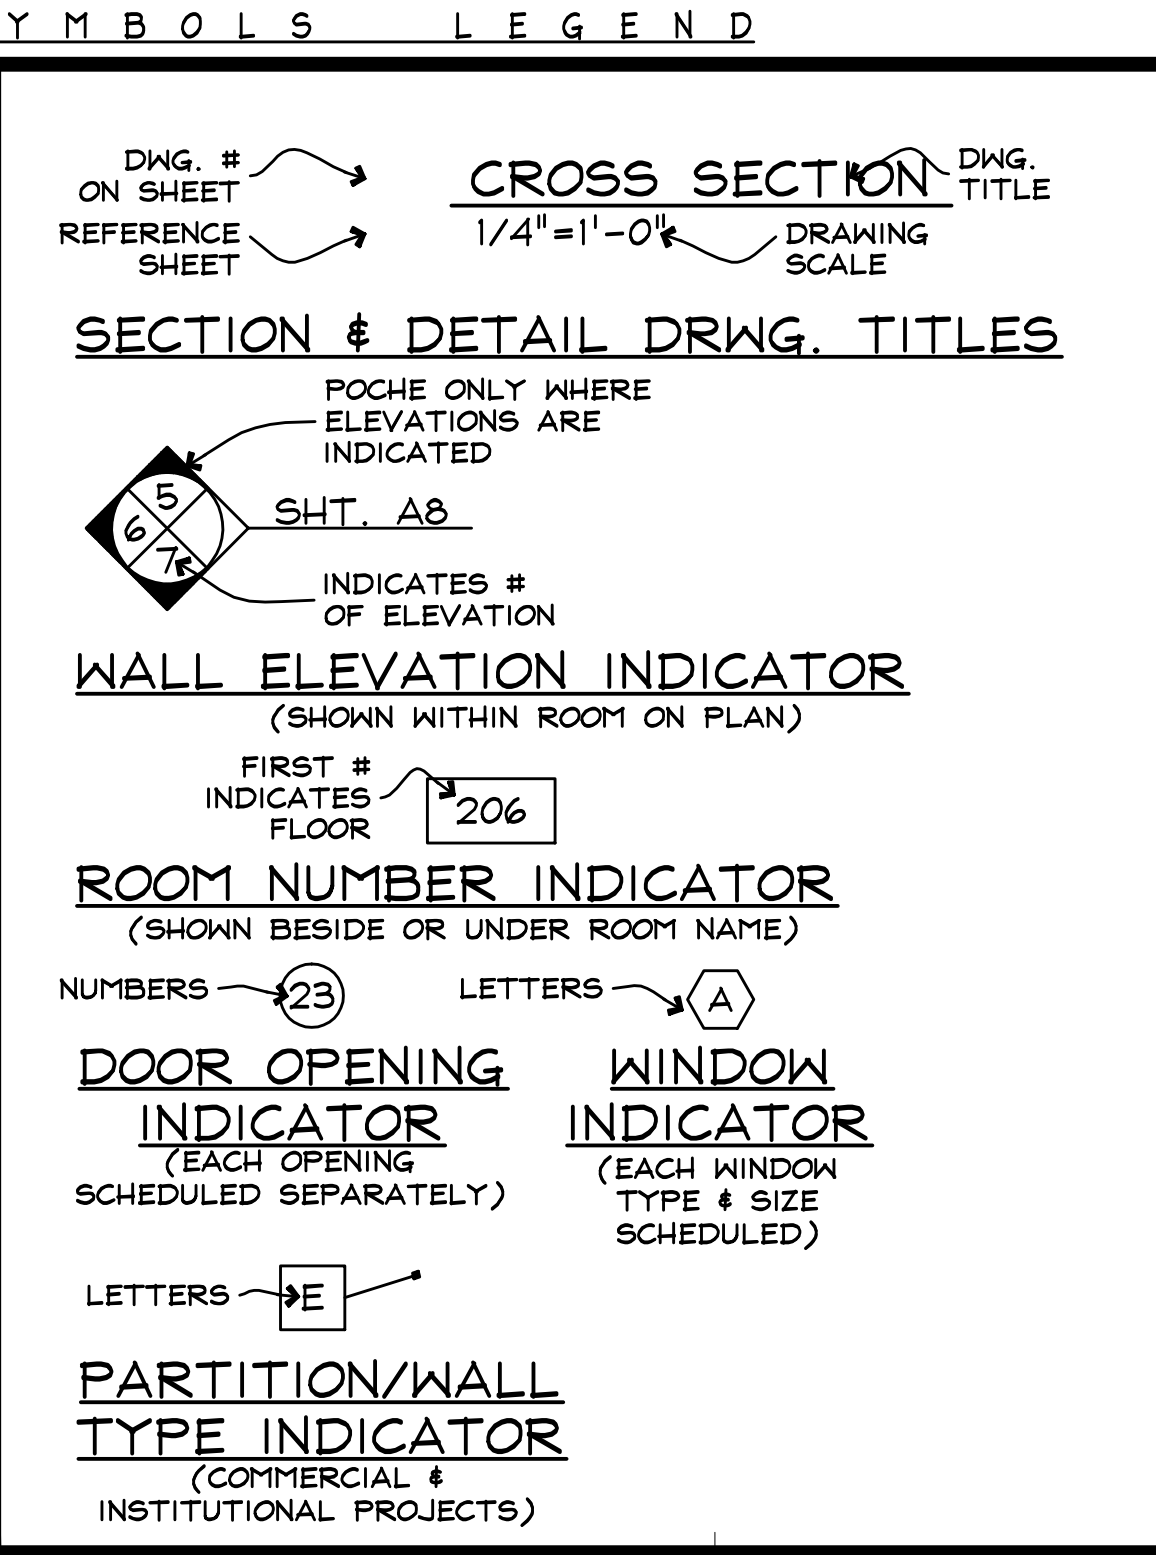 YMBOLS LEGEND
DWG. #
ON SHEET
CROSS SECTION
DWG.
TITLE
REFERENCE
SHEET
1/4"=1'-0"
DRAWING
SCALE
SECTION & DETAIL DRWG. TITLES
POCHE ONLY WHERE
ELEVATIONS ARE
INDICATED
5
6
7
SHT. A8
INDICATES #
OF ELEVATION
WALL ELEVATION INDICATOR
(SHOWN WITHIN ROOM ON PLAN)
FIRST #
INDICATES
FLOOR
206
ROOM NUMBER INDICATOR
(SHOWN BESIDE OR UNDER ROOM NAME)
NUMBERS
23
DOOR OPENING
INDICATOR
(EACH OPENING
SCHEDULED SEPARATELY)
LETTERS
A
WINDOW
INDICATOR
(EACH WINDOW
TYPE & SIZE
SCHEDULED)
LETTERS
E
PARTITION/WALL
TYPE INDICATOR
(COMMERCIAL &
INSTITUTIONAL PROJECTS)